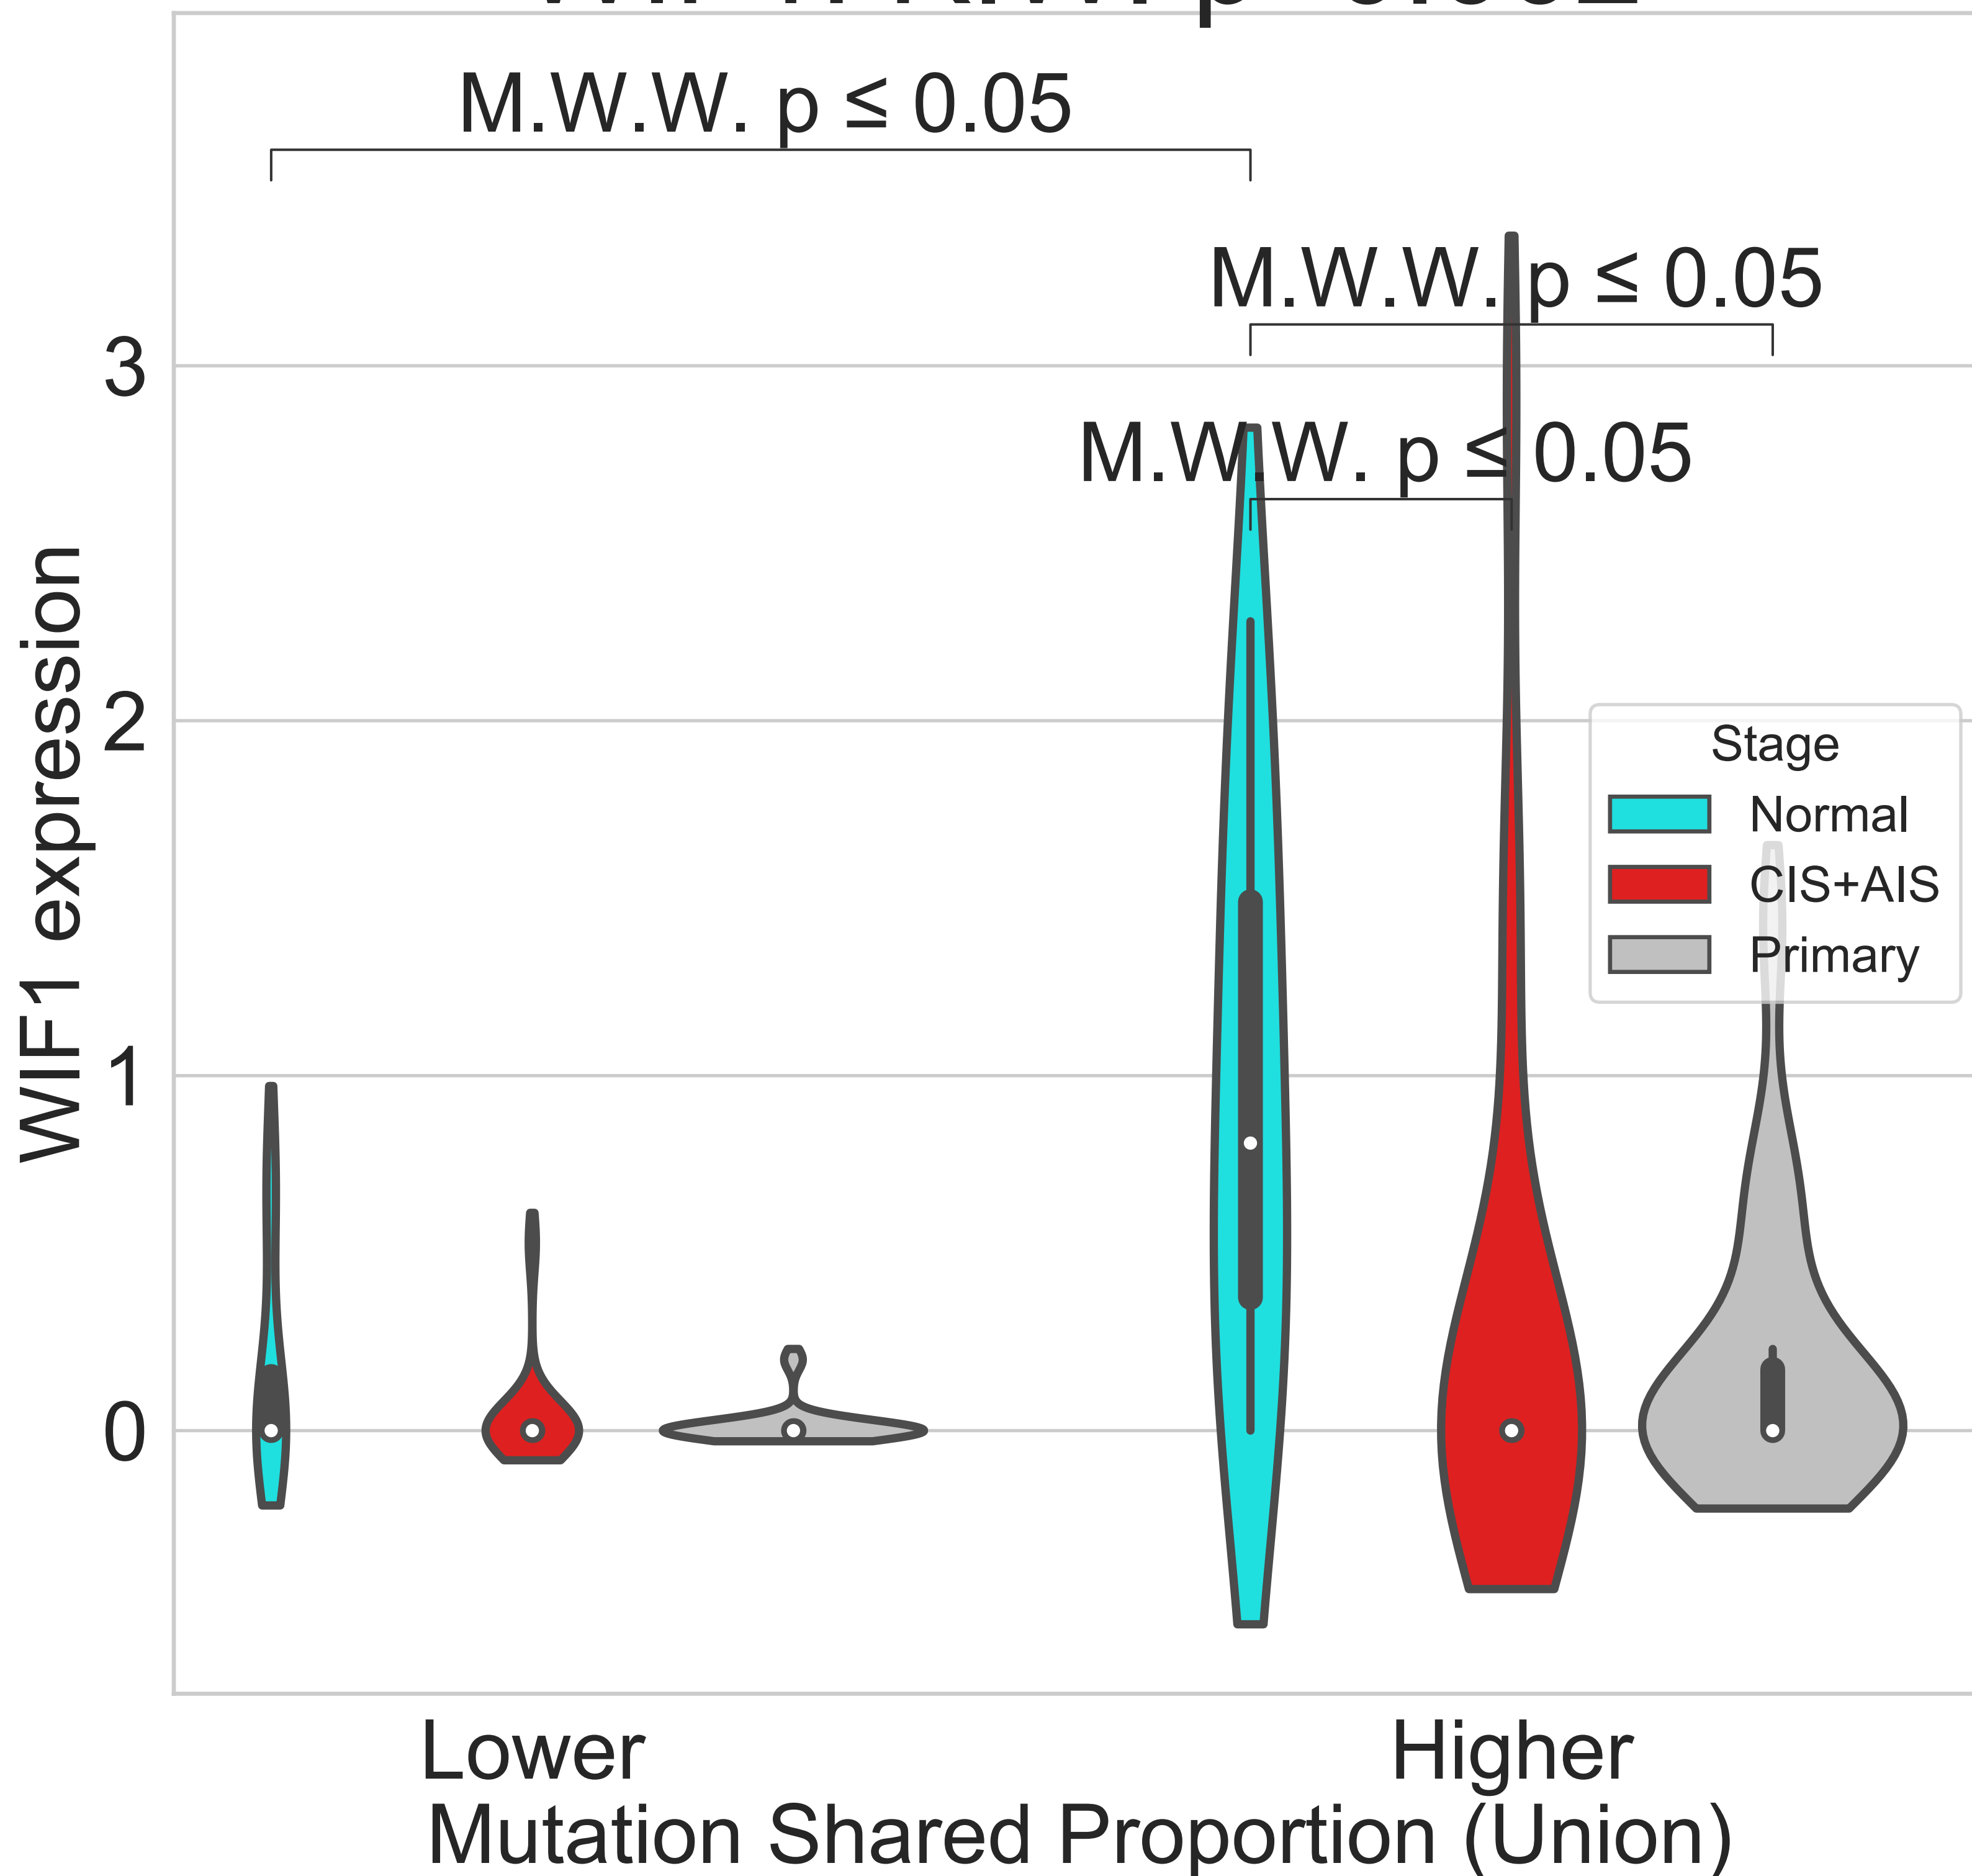 M.W.W. p ≤ 0.05
M.W.W. p ≤ 0.05
3
M.W.W. p ≤ 0.05
WIF1 expression
2
Stage
Normal
CIS+AIS
Primary
1
0
Lower
Higher
Mutation Shared Proportion (Union)